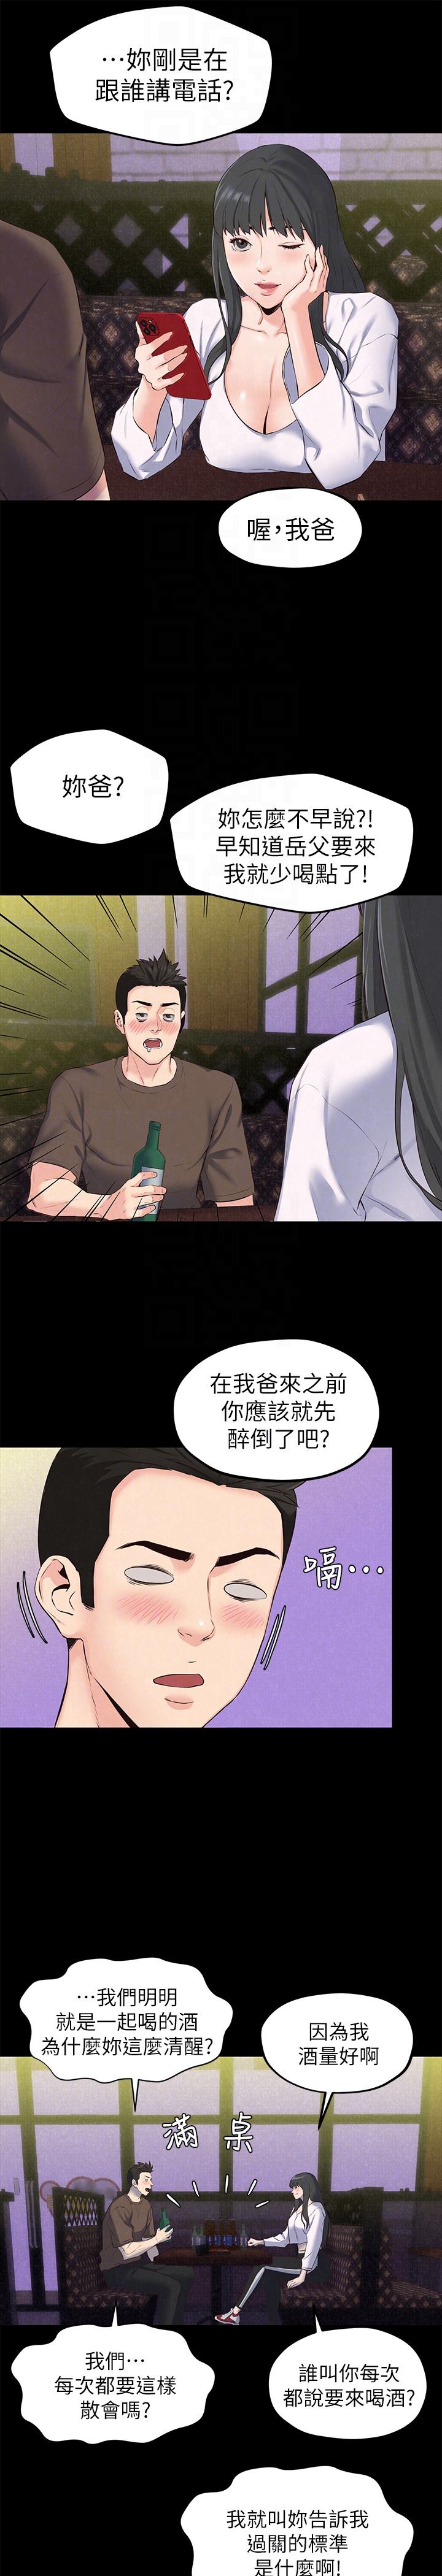 …妳剛是在
跟誰講電話?
喔,我爸
妳爸?
妳怎麼不早說?!
早知道岳父要來
我就少喝點了!
在我爸來之前
你應該就先
醉倒了吧?
嗝…
…我們明明
就是一起喝的酒
為什麼妳這麼清醒?
因為我
酒量好啊
滿桌
我們…
每次都要這樣
散會嗎?
誰叫你每次
都說要來喝酒?
我就叫妳告訴我
過關的標準
是什麼啊!